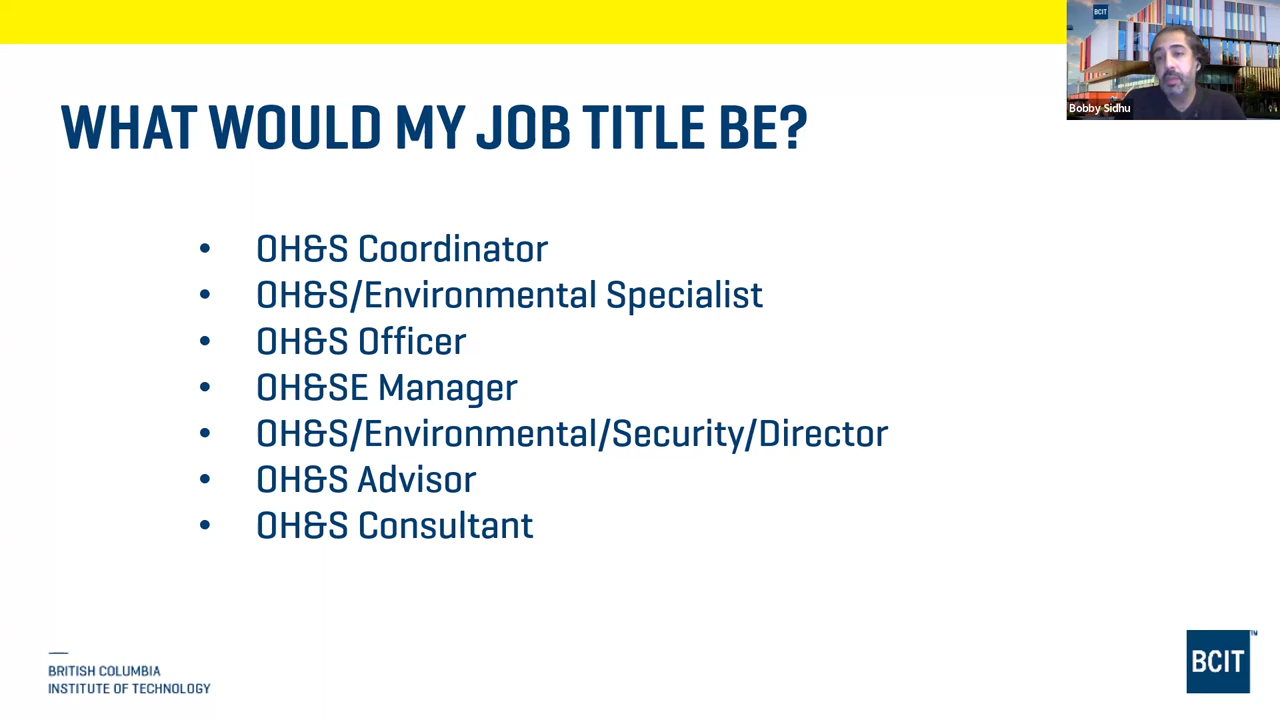 BCIT
Bobby Sidhu
WHAT WOULD MY JOB TITLE BE?
• OH&S Coordinator
• OH&S/Environmental Specialist
• OH&S Officer
• OH&SE Manager
• OH&S/Environmental/Security/Director
• OH&S Advisor
• OH&S Consultant
BRITISH COLUMBIA
INSTITUTE OF TECHNOLOGY
BCIT™